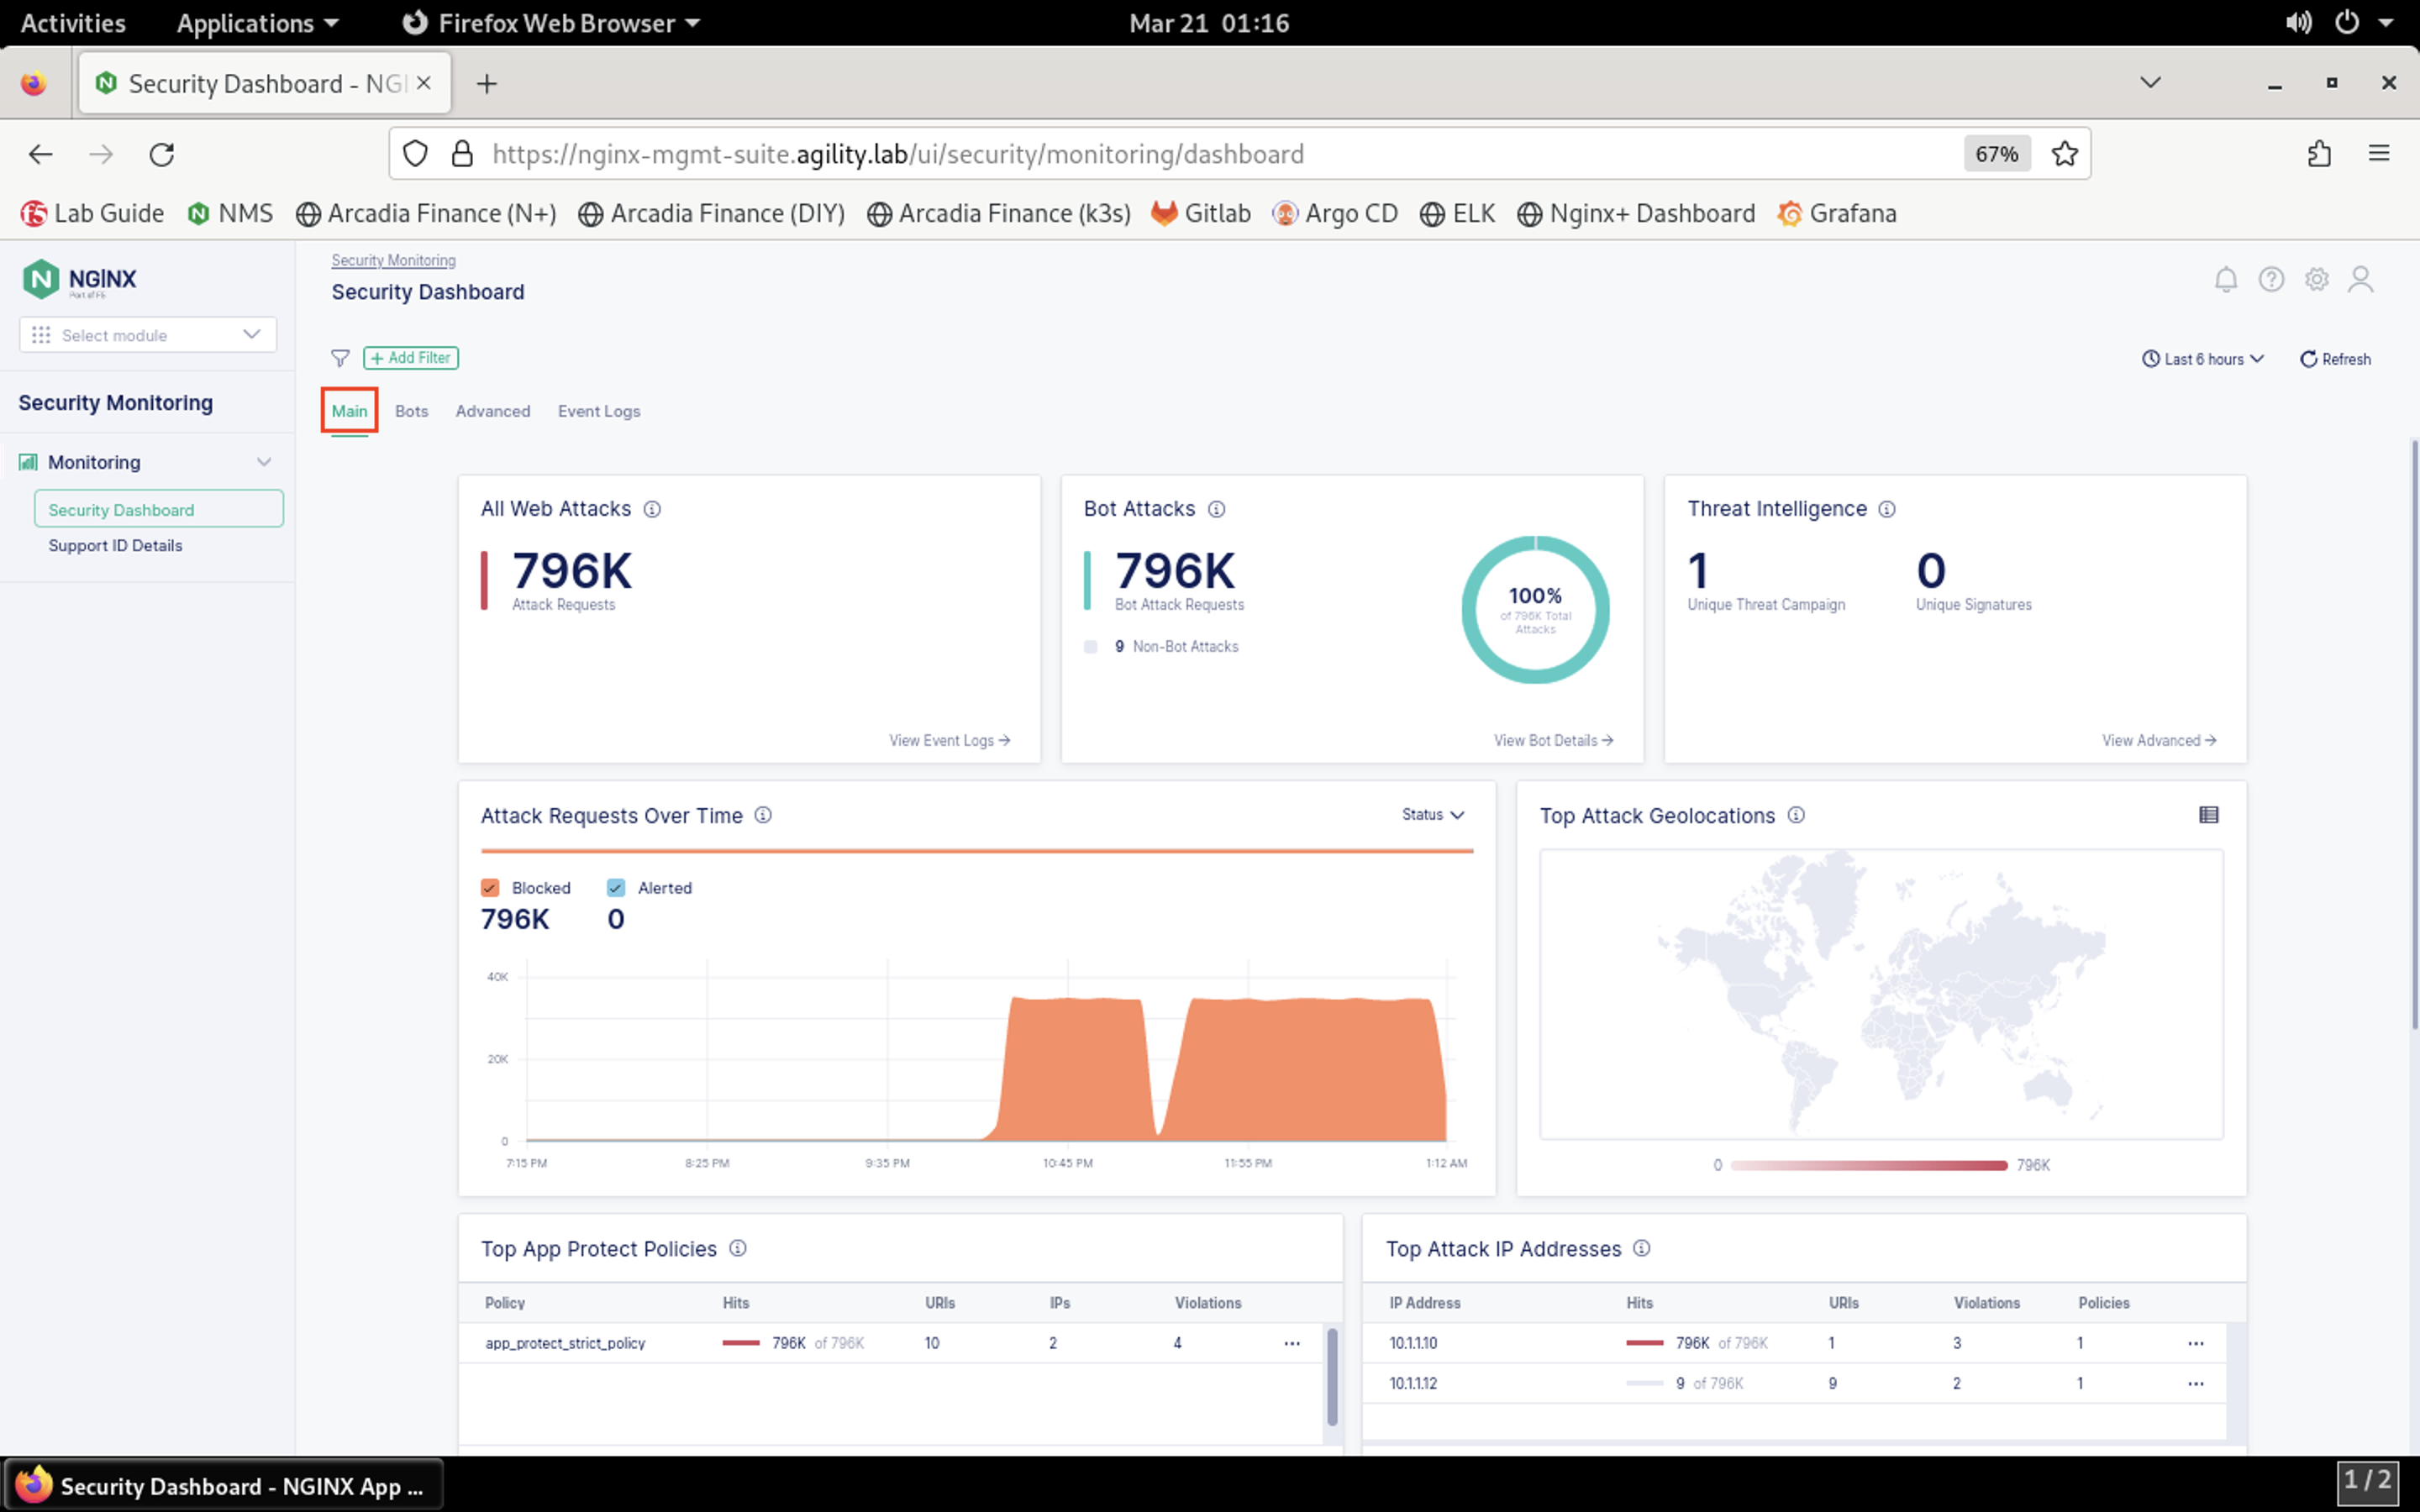 Activities Applications Firefox Web Browser Mar 21 01:16
Security Dashboard - NGI
https://nginx-mgmt-suite.agility.lab/ui/security/monitoring/dashboard 67%
Lab Guide NMS Arcadia Finance (N+) Arcadia Finance (DIY) Arcadia Finance (k3s) Gitlab Argo CD ELK Nginx+ Dashboard Grafana
NGINX
Part of F5
Select module
Security Monitoring
Monitoring
Security Dashboard
Support ID Details
Security Monitoring
Security Dashboard
+ Add Filter
Last 6 hours Refresh
Main Bots Advanced Event Logs
All Web Attacks
796K
Attack Requests
View Event Logs →
Bot Attacks
796K
Bot Attack Requests
9 Non-Bot Attacks
100%
of 796K Total
Attacks
View Bot Details →
Threat Intelligence
1 0
Unique Threat Campaign Unique Signatures
View Advanced →
Attack Requests Over Time Status
Blocked Alerted
796K 0
40K
20K
0
7:15 PM 8:25 PM 9:35 PM 10:45 PM 11:55 PM 1:12 AM
Top Attack Geolocations
0 796K
Top App Protect Policies
Policy Hits URIs IPs Violations
app_protect_strict_policy 796K of 796K 10 2 4 ...
Top Attack IP Addresses
IP Address Hits URIs Violations Policies
10.1.1.10 796K of 796K 1 3 1 ...
10.1.1.12 9 of 796K 9 2 1 ...
Security Dashboard - NGINX App ... 1 / 2